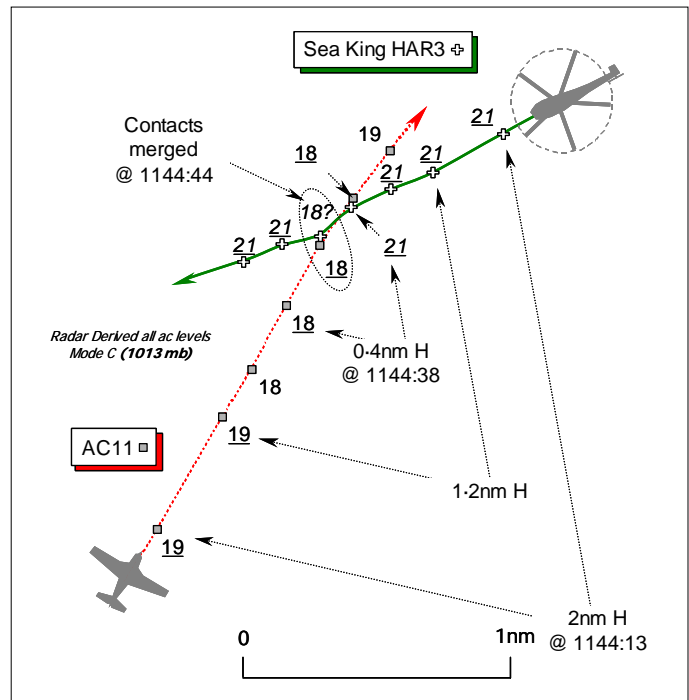 Sea King HAR3
Contacts
merged
@ 1144:44
19
21
18
21
21
18?
21
21
21
18
18
0·4nm H
@ 1144:38
Radar Derived all ac levels
Mode C (1013 mb)
18
19
AC11
1·2nm H
19
2nm H
@ 1144:13
0
1nm